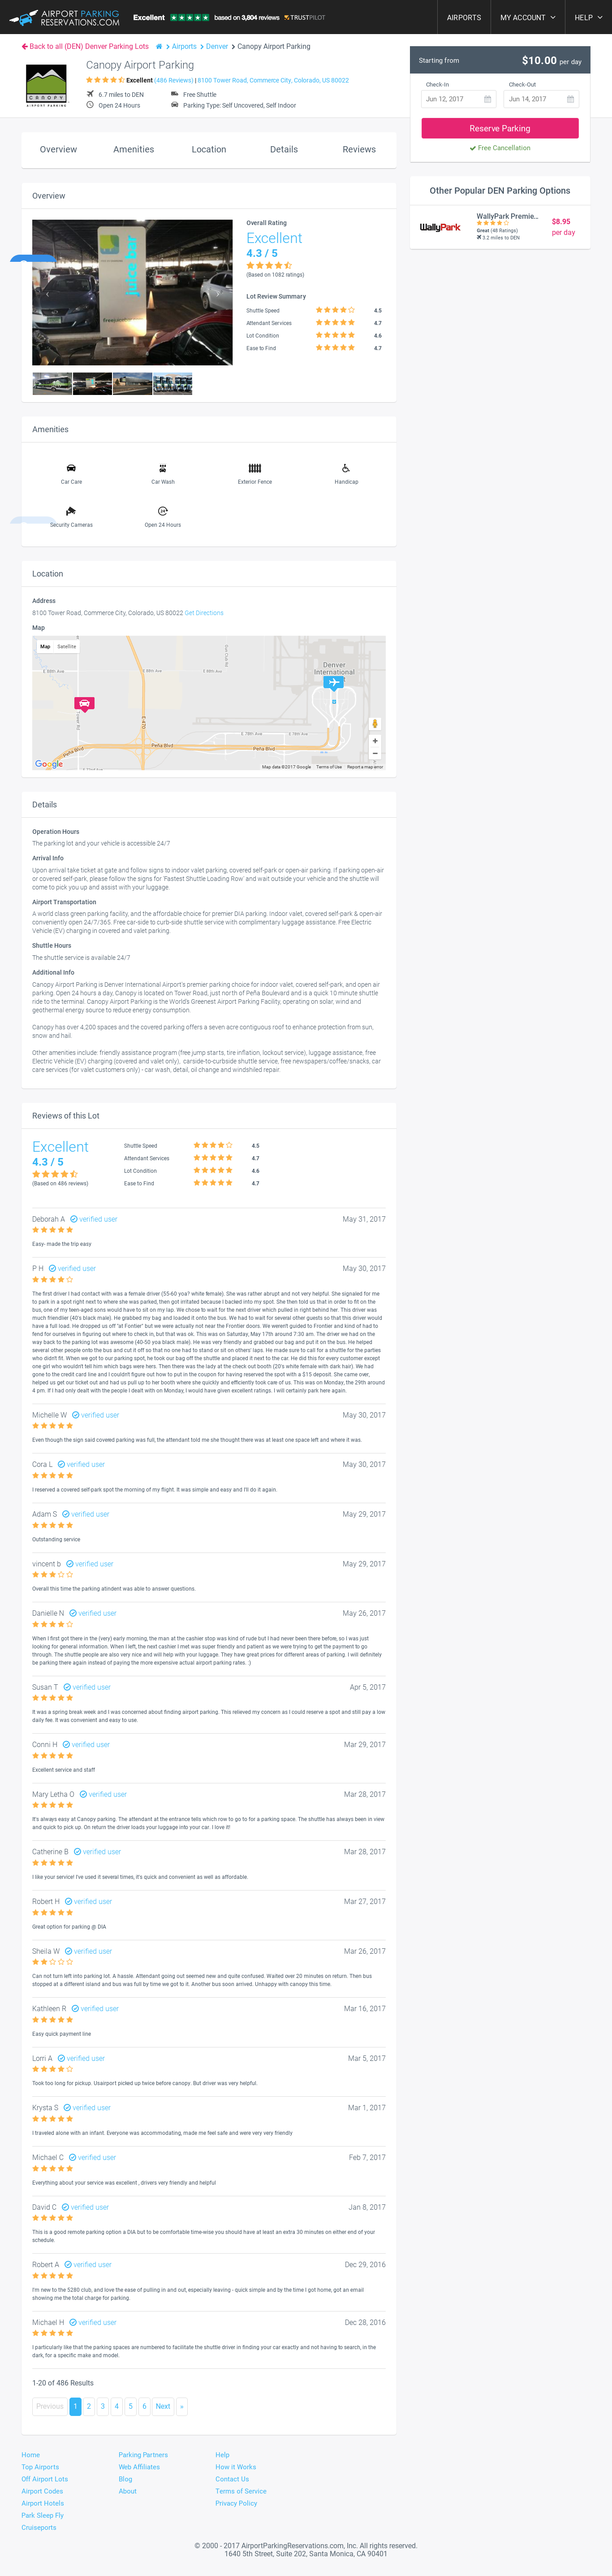 AIRPORT PARKING
RESERVATIONS.COM
Excellent based on 3,804 reviews TRUSTPILOT
AIRPORTS
MY ACCOUNT
HELP
Back to all (DEN) Denver Parking Lots
Airports
Denver
Canopy Airport Parking
CANOPY
Canopy Airport Parking
Excellent (486 Reviews) | 8100 Tower Road, Commerce City, Colorado, US 80022
6.7 miles to DEN
Free Shuttle
Open 24 Hours
Parking Type: Self Uncovered, Self Indoor
Starting from
$10.00 per day
Check-In
Check-Out
Jun 12, 2017
Jun 14, 2017
Reserve Parking
Free Cancellation
Overview
Amenities
Location
Details
Reviews
Other Popular DEN Parking Options
WallyPark
WallyPark Premie...
Great (48 Ratings)
3.2 miles to DEN
$8.95
per day
Overview
juice bar
Overall Rating
Excellent
4.3 / 5
(Based on 1082 ratings)
Lot Review Summary
Shuttle Speed 4.5
Attendant Services 4.7
Lot Condition 4.6
Ease to Find 4.7
Amenities
Car Care
Car Wash
Exterior Fence
Handicap
Security Cameras
Open 24 Hours
Location
Address
8100 Tower Road, Commerce City, Colorado, US 80022 Get Directions
Map
Map
Satellite
Denver
International
Peña Blvd
Google
Map data ©2017 Google
Terms of Use
Report a map error
Details
Operation Hours
The parking lot and your vehicle is accessible 24/7
Arrival Info
Upon arrival take ticket at gate and follow signs to indoor valet parking, covered self-park or open-air parking. If parking open-air
or covered self-park, please follow the signs for 'Fastest Shuttle Loading Row' and wait outside your vehicle and the shuttle will
come to pick you up and assist with your luggage.
Airport Transportation
A world class green parking facility, and the affordable choice for premier DIA parking. Indoor valet, covered self-park & open-air
conveniently open 24/7/365. Free car-side to curb-side shuttle service with complimentary luggage assistance. Free Electric
Vehicle (EV) charging in covered and valet parking.
Shuttle Hours
The shuttle service is available 24/7
Additional Info
Canopy Airport Parking is Denver International Airport's premier parking choice for indoor valet, covered self-park, and open air
parking. Open 24 hours a day, Canopy is located on Tower Road, just north of Peña Boulevard and is a quick 10 minute shuttle
ride to the terminal. Canopy Airport Parking is the World's Greenest Airport Parking Facility, operating on solar, wind and
geothermal energy source to reduce energy consumption.
Canopy has over 4,200 spaces and the covered parking offers a seven acre contiguous roof to enhance protection from sun,
snow and hail.
Other amenities include: friendly assistance program (free jump starts, tire inflation, lockout service), luggage assistance, free
Electric Vehicle (EV) charging (covered and valet only), carside-to-curbside shuttle service, free newspapers/coffee/snacks, car
care services (for valet customers only) - car wash, detail, oil change and windshiled repair.
Reviews of this Lot
Excellent
4.3 / 5
(Based on 486 reviews)
Shuttle Speed 4.5
Attendant Services 4.7
Lot Condition 4.6
Ease to Find 4.7
Deborah A verified user May 31, 2017
Easy- made the trip easy
P H verified user May 30, 2017
The first driver I had contact with was a female driver (55-60 yoa? white female). She was rather abrupt and not very helpful. She signaled for me
to park in a spot right next to where she was parked, then got irritated because I backed into my spot. She then told us that in order to fit on the
bus, one of my teen-aged sons would have to sit on my lap. We chose to wait for the next driver which pulled in right behind her. This driver was
much friendlier (40's black male). He grabbed my bag and loaded it onto the bus. We had to wait for several other guests so that this driver would
have a full load. He dropped us off "at Fontier" but we were actually not near the Frontier doors. We weren't guided to Frontier and kind of had to
fend for ourselves in figuring out where to check in, but that was ok. This was on Saturday, May 17th around 7:30 am. The driver we had on the
way back to the parking lot was awesome (40-50 yoa black male). He was very friendly and grabbed our bag and put it on the bus. He helped
several other people onto the bus and cut it off so that no one had to stand or sit on others' laps. He made sure to call for a shuttle for the parties
who didn't fit. When we got to our parking spot, he took our bag off the shuttle and placed it next to the car. He did this for every customer except
one girl who wouldn't tell him which bags were hers. Then there was the lady at the check out booth (20's white female with dark hair). We had
gone to the credit card line and I couldn't figure out how to put in the coupon for having reserved the spot with a $15 deposit. She came over,
helped us get our ticket out and had us pull up to her booth where she quickly and efficiently took care of us. This was on Monday, the 29th around
4 pm. If I had only dealt with the people I dealt with on Monday, I would have given excellent ratings. I will certainly park here again.
Michelle W verified user May 30, 2017
Even though the sign said covered parking was full, the attendant told me she thought there was at least one space left and where it was.
Cora L verified user May 30, 2017
I reserved a covered self-park spot the morning of my flight. It was simple and easy and I'll do it again.
Adam S verified user May 29, 2017
Outstanding service
vincent b verified user May 29, 2017
Overall this time the parking atindent was able to answer questions.
Danielle N verified user May 26, 2017
When I first got there in the (very) early morning, the man at the cashier stop was kind of rude but I had never been there before, so I was just
looking for general information. When I left, the next cashier I met was super friendly and patient as we were trying to get the payment to go
through. The shuttle people are also very nice and will help with your luggage. They have great prices for different areas of parking. I will definitely
be parking there again instead of paying the more expensive actual airport parking rates. :)
Susan T verified user Apr 5, 2017
It was a spring break week and I was concerned about finding airport parking. This relieved my concern as I could reserve a spot and still pay a low
daily fee. It was convenient and easy to use.
Conni H verified user Mar 29, 2017
Excellent service and staff
Mary Letha O verified user Mar 28, 2017
It's always easy at Canopy parking. The attendant at the entrance tells which row to go to for a parking space. The shuttle has always been in view
and quick to pick up. On return the driver loads your luggage into your car. I love it!
Catherine B verified user Mar 28, 2017
I like your service! I've used it several times, it's quick and convenient as well as affordable.
Robert H verified user Mar 27, 2017
Great option for parking @ DIA
Sheila W verified user Mar 26, 2017
Can not turn left into parking lot. A hassle. Attendant going out seemed new and quite confused. Waited over 20 minutes on return. Then bus
stopped at a different island and bus was full by time we got to it. Another bus soon arrived. Unhappy with canopy this time.
Kathleen R verified user Mar 16, 2017
Easy quick payment line
Lorri A. verified user Mar 5, 2017
Took too long for pickup. Usairport picked up twice before canopy. But driver was very helpful.
Krysta S verified user Mar 1, 2017
I traveled alone with an infant. Everyone was accommodating, made me feel safe and were very very friendly
Michael C verified user Feb 7, 2017
Everything about your service was excellent , drivers very friendly and helpful
David C verified user Jan 8, 2017
This is a good remote parking option a DIA but to be comfortable time-wise you should have at least an extra 30 minutes on either end of your
schedule.
Robert A verified user Dec 29, 2016
I'm new to the 5280 club, and love the ease of pulling in and out, especially leaving - quick simple and by the time I got home, got an email
showing me the total charge for parking.
Michael H verified user Dec 28, 2016
I particularly like that the parking spaces are numbered to facilitate the shuttle driver in finding your car exactly and not having to search, in the
dark, for a specific make and model.
1-20 of 486 Results
Previous 1 2 3 4 5 6 Next »
Home
Top Airports
Off Airport Lots
Airport Codes
Airport Hotels
Park Sleep Fly
Cruiseports
Parking Partners
Web Affiliates
Blog
About
Help
How it Works
Contact Us
Terms of Service
Privacy Policy
© 2000 - 2017 AirportParkingReservations.com, Inc. All rights reserved.
1640 5th Street, Suite 202, Santa Monica, CA 90401